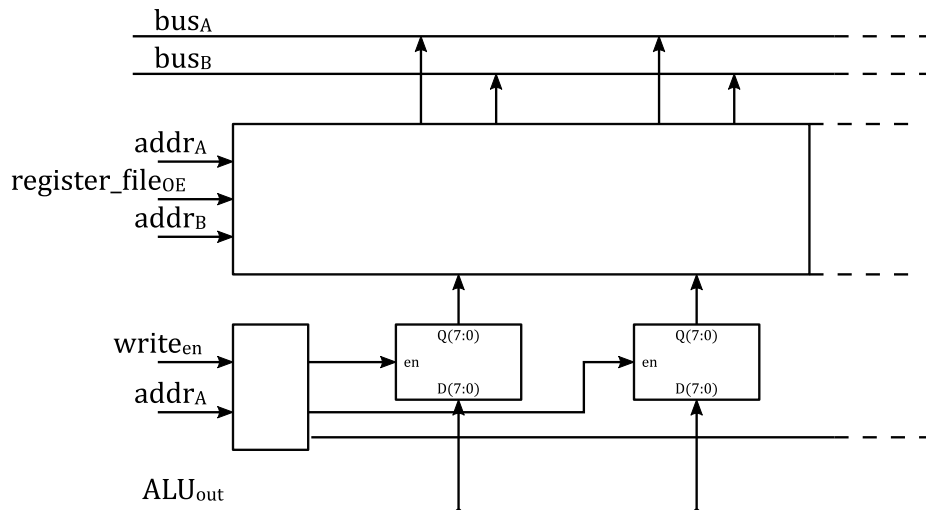 busA
busB
addrA
register_fileOE
addrB
writeen
addrA
Q(7:0)
en
D(7:0)
Q(7:0)
en
D(7:0)
ALUout